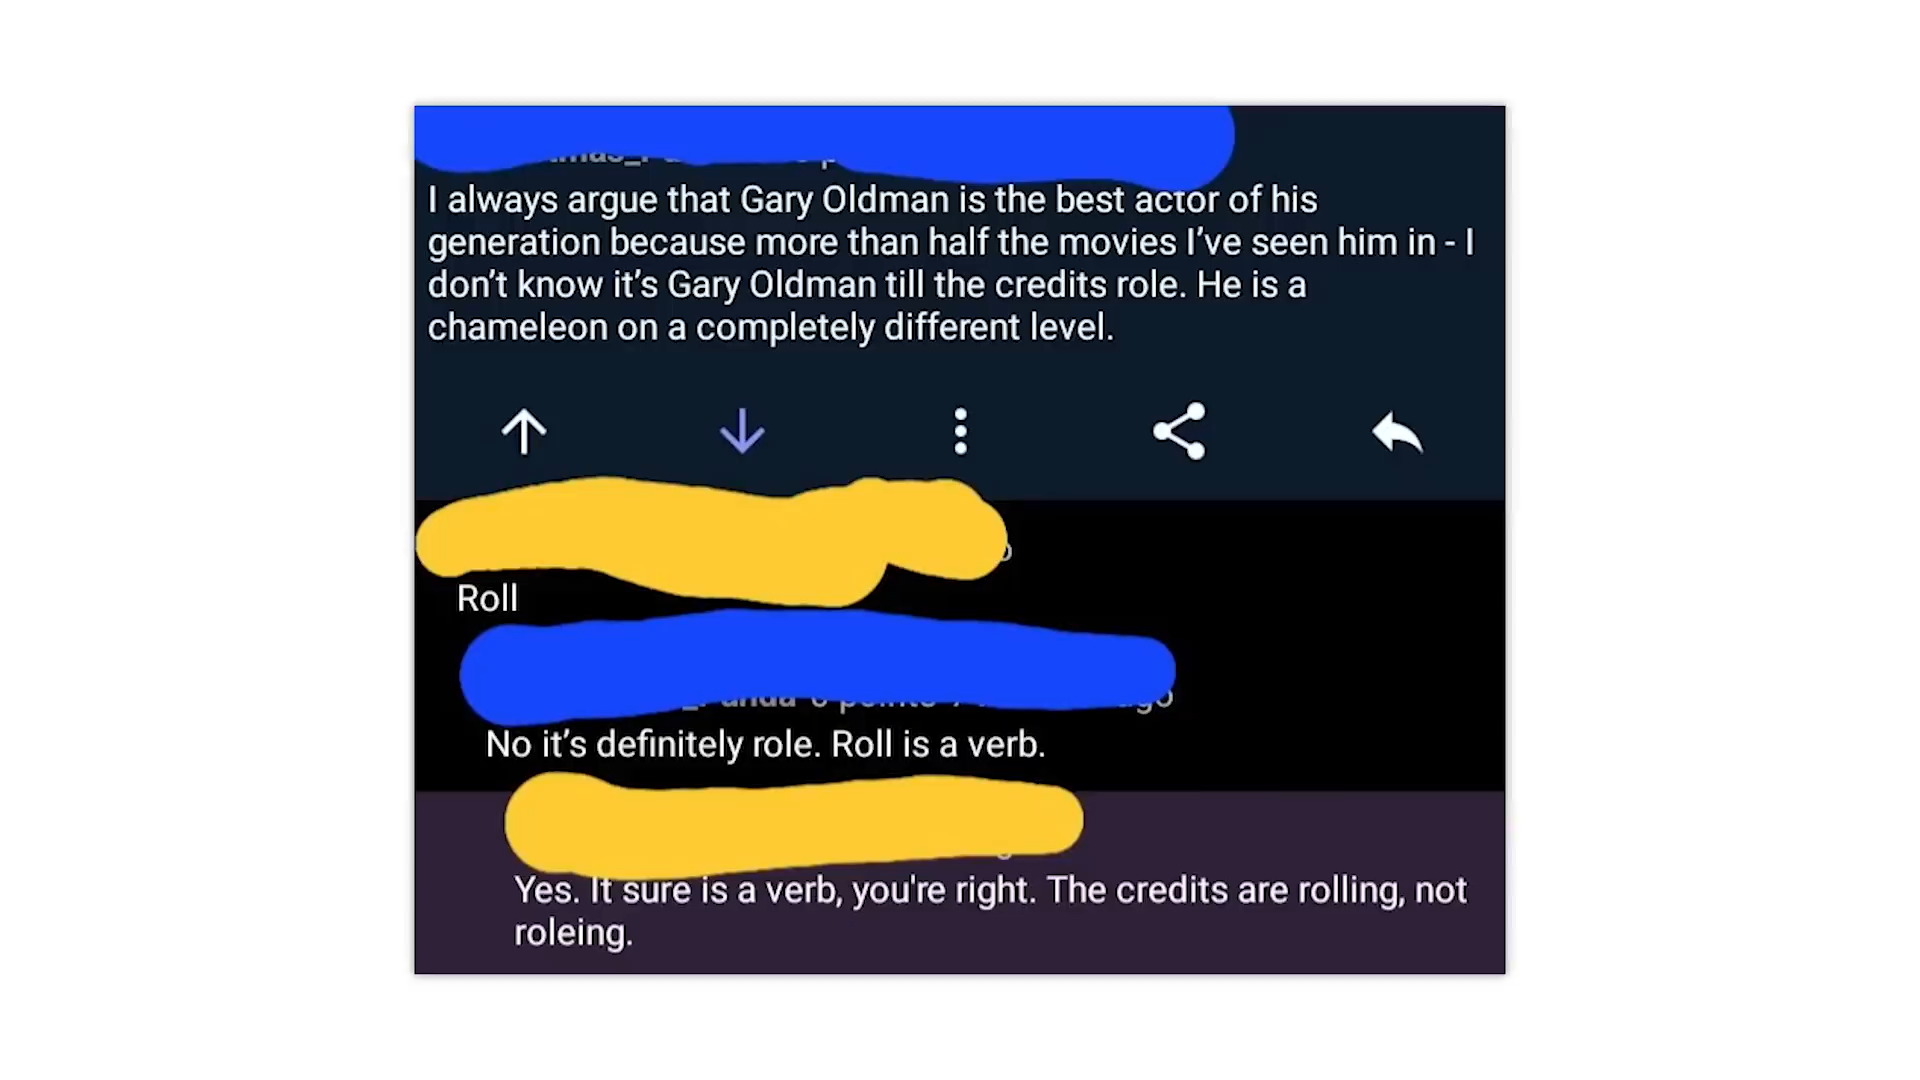 I always argue that Gary Oldman is the best actor of his
generation because more than half the movies I’ve seen him in - I
don’t know it’s Gary Oldman till the credits role. He is a
chameleon on a completely different level.
Roll
No it’s definitely role. Roll is a verb.
Yes. It sure is a verb, you're right. The credits are rolling, not
roleing.